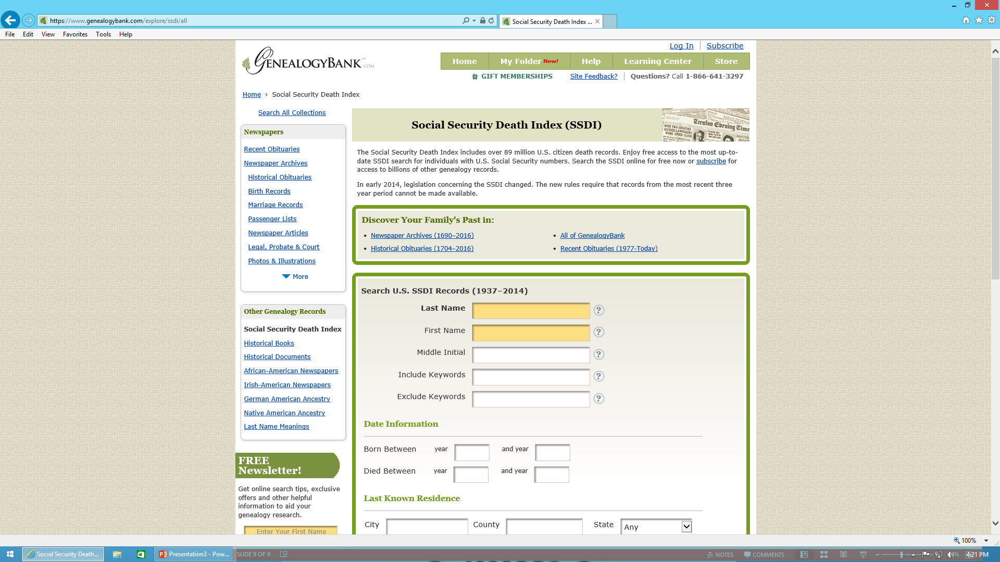 https://www.genealogybank.com/explore/ssdi/all
Social Security Death Index ...
File Edit View Favorites Tools Help
Log In Subscribe
GENEALOGYBANK.COM
Home My Folder New! Help Learning Center Store
GIFT MEMBERSHIPS Site Feedback? Questions? Call 1-866-641-3297
Home › Social Security Death Index
Search All Collections
Newspapers
Recent Obituaries
Newspaper Archives
Historical Obituaries
Birth Records
Marriage Records
Passenger Lists
Newspaper Articles
Legal, Probate & Court
Photos & Illustrations
More
Other Genealogy Records
Social Security Death Index
Historical Books
Historical Documents
African-American Newspapers
Irish-American Newspapers
German American Ancestry
Native American Ancestry
Last Name Meanings
FREE
Newsletter!
Get online search tips, exclusive
offers and other helpful
information to aid your
genealogy research.
Enter Your First Name
Social Security Death Index (SSDI)
Trenton Evening Time
WITH TWO SENATORS
ACCUSED, LAWMAKERS
WORK UNDER CLOUD
The Social Security Death Index includes over 89 million U.S. citizen death records. Enjoy free access to the most up-to-
date SSDI search for individuals with U.S. Social Security numbers. Search the SSDI online for free now or subscribe for
access to billions of other genealogy records.
In early 2014, legislation concerning the SSDI changed. The new rules require that records from the most recent three
year period cannot be made available.
Discover Your Family's Past in:
• Newspaper Archives (1690–2016) • All of GenealogyBank
• Historical Obituaries (1704–2016) • Recent Obituaries (1977-Today)
Search U.S. SSDI Records (1937–2014)
Last Name ?
First Name ?
Middle Initial ?
Include Keywords ?
Exclude Keywords ?
Date Information
Born Between year and year
Died Between year and year
Last Known Residence
City County State Any
100%
Social Security Death... Presentation3 - Pow... SLIDE 9 OF 9 NOTES COMMENTS 4:21 PM